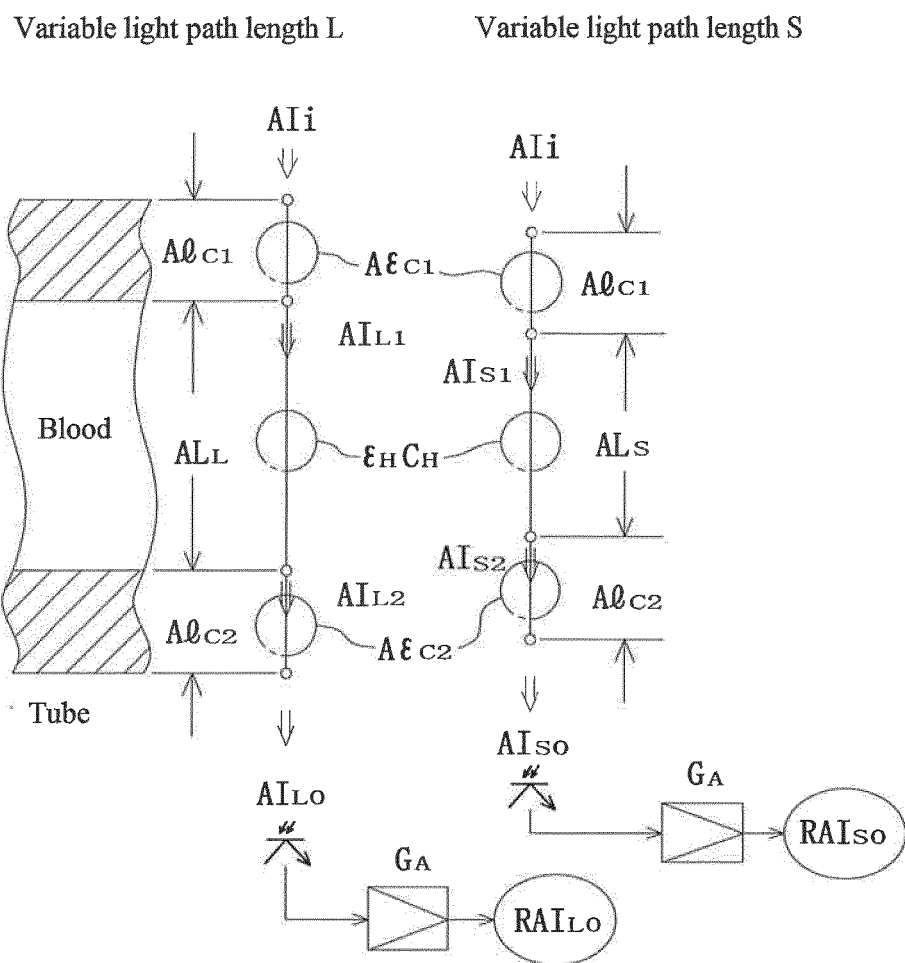 Variable light path length L
Variable light path length S
AIi
AIi
AℓC1
AεC1
AℓC1
AIL1
AIS1
Blood
ALL
εHCH
ALS
AIS2
AIL2
AℓC2
AℓC2
AεC2
Tube
AISO
AILO
GA
RAISO
GA
RAILO